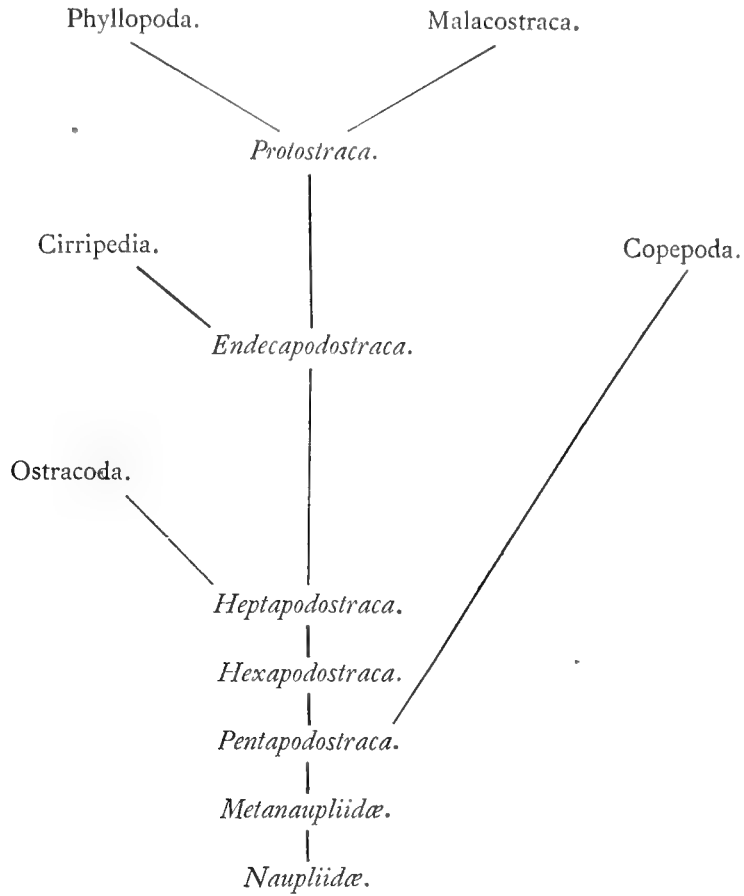 Phyllopoda. Malacostraca.
Protostraca.
Cirripedia. Copepoda.
Endecapodostraca.
Ostracoda.
Heptapodostraca.
Hexapodostraca.
Pentapodostraca.
Metanaupliidæ.
Naupliidæ.